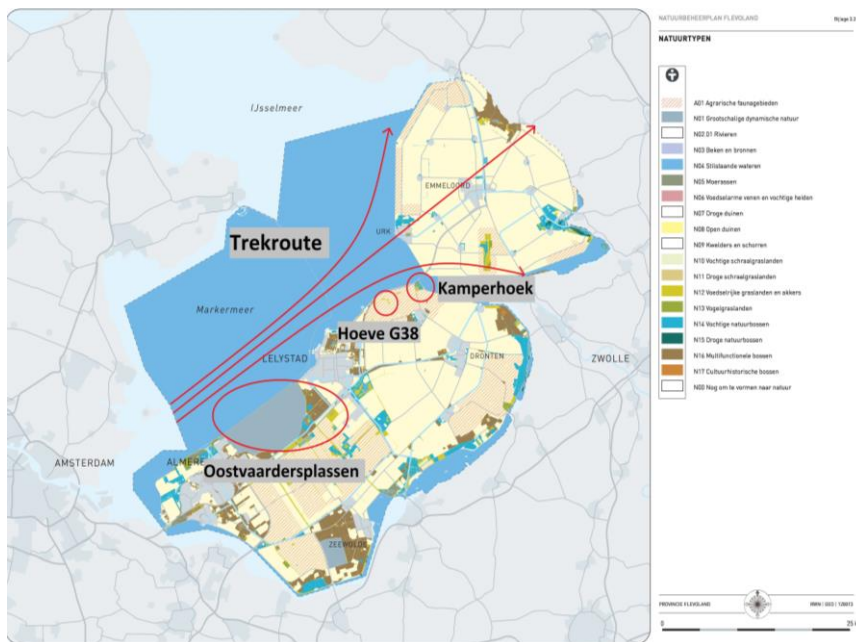 IJsselmeer
EMMELOORD
URK
Trekroute
Kamperhoek
Markermeer
Hoeve G38
LELYSTAD
DRONTEN
ZWOLLE
AMSTERDAM
ALMERE
Oostvaardersplassen
ZEEWOLDE
NATUURBEHEERPLAN FLEVOLAND
NATUURTYPEN
A01 Agrarische faunagebieden
N01 Grootschalige dynamische natuur
N02.01 Rivieren
N03 Beken en bronnen
N04 Stilstaande wateren
N05 Moerassen
N06 Voedselarme venen en vochtige heiden
N07 Droge duinen
N08 Open duinen
N09 Kwelders en schorren
N10 Vochtige schraalgraslanden
N11 Droge schraalgraslanden
N12 Voedselrijke graslanden en akkers
N13 Vogelgraslanden
N14 Vochtige natuurbossen
N15 Droge natuurbossen
N16 Multifunctionele bossen
N17 Cultuurhistorische bossen
N00 Nog om te vormen naar natuur
PROVINCIE FLEVOLAND
0